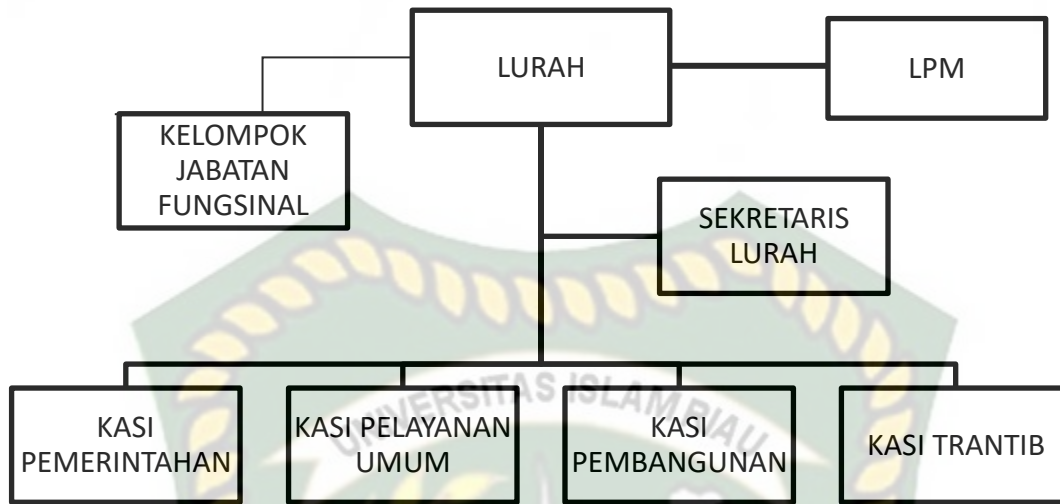 LURAH
LPM
KELOMPOK
JABATAN
FUNGSINAL
SEKRETARIS
LURAH
KASI
PEMERINTAHAN
KASI PELAYANAN
UMUM
KASI
PEMBANGUNAN
KASI TRANTIB
UNIVERSITAS ISLAM RIAU